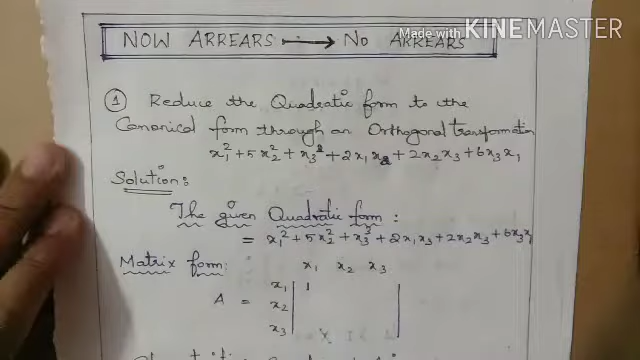 Made with KINEMASTER
NOW ARREARS → NO ARREARS
① Reduce the Quadratic form to the
Canonical form through an Orthogonal transformation
x₁² + 5x₂² + x₃² + 2x₁x₂ + 2x₂x₃ + 6x₃x₁
Solution:
The given Quadratic form:
= x₁² + 5x₂² + x₃² + 2x₁x₃ + 2x₂x₃ + 6x₃x₁
Matrix form: x₁ x₂ x₃
x₁ 1
A = x₂
x₃